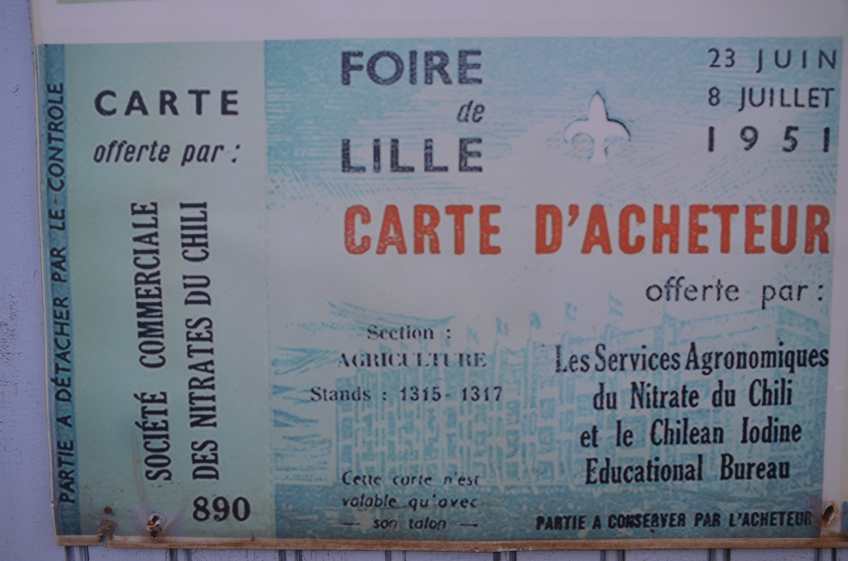 PARTIE A DÉTACHER PAR LE CONTROLE
CARTE
offerte par :
SOCIÉTÉ COMMERCIALE
DES NITRATES DU CHILI
890
FOIRE
de
LILLE
23 JUIN
8 JUILLET
1951
CARTE D'ACHETEUR
offerte par :
Section :
AGRICULTURE
Stands : 1315-1317
Les Services Agronomiques
du Nitrate du Chili
et le Chilean Iodine
Educational Bureau
Cette carte n'est
valable qu'avec
— son talon —
PARTIE A CONSERVER PAR L'ACHETEUR